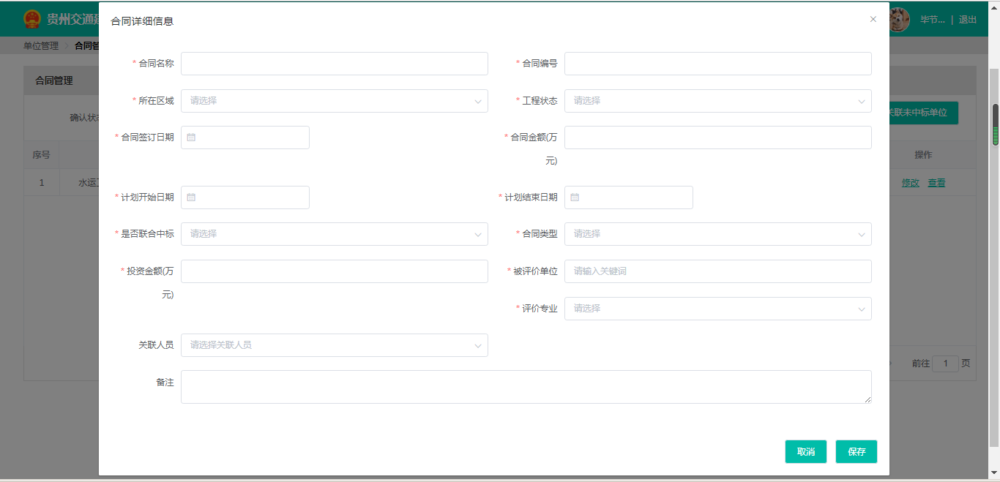 贵州交通建
合同详细信息
毕节... | 退出
单位管理 > 合同管
合同管理
* 合同名称
* 合同编号
* 所在区域 请选择
* 工程状态 请选择
确认状态
关联未中标单位
* 合同签订日期
* 合同金额(万
元)
序号
操作
1 水运工
修改 查看
* 计划开始日期
* 计划结束日期
* 是否联合中标 请选择
* 合同类型 请选择
* 投资金额(万
元)
* 被评价单位 请输入关键词
* 评价专业 请选择
关联人员 请选择关联人员
前往 1 页
备注
取消 保存